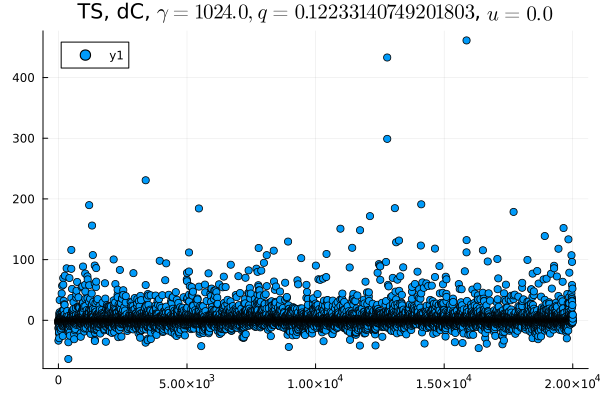 TS, dC, γ = 1024.0, q = 0.12233140749201803, u = 0.0
y1
400
300
200
100
0
0 5.00×10³ 1.00×10⁴ 1.50×10⁴ 2.00×10⁴